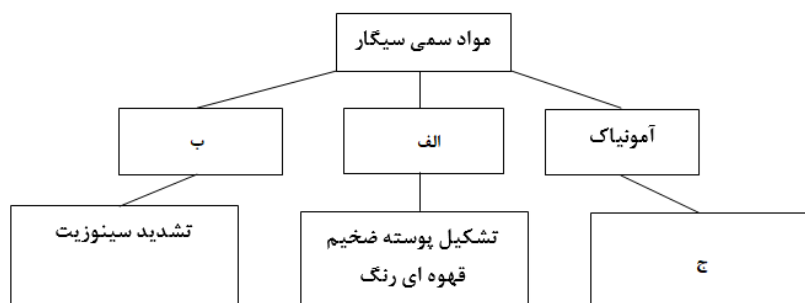 مواد سمی سیگار
آمونیاک
الف
ب
ج
تشکیل پوسته ضخیم
قهوه ای رنگ
تشدید سینوزیت